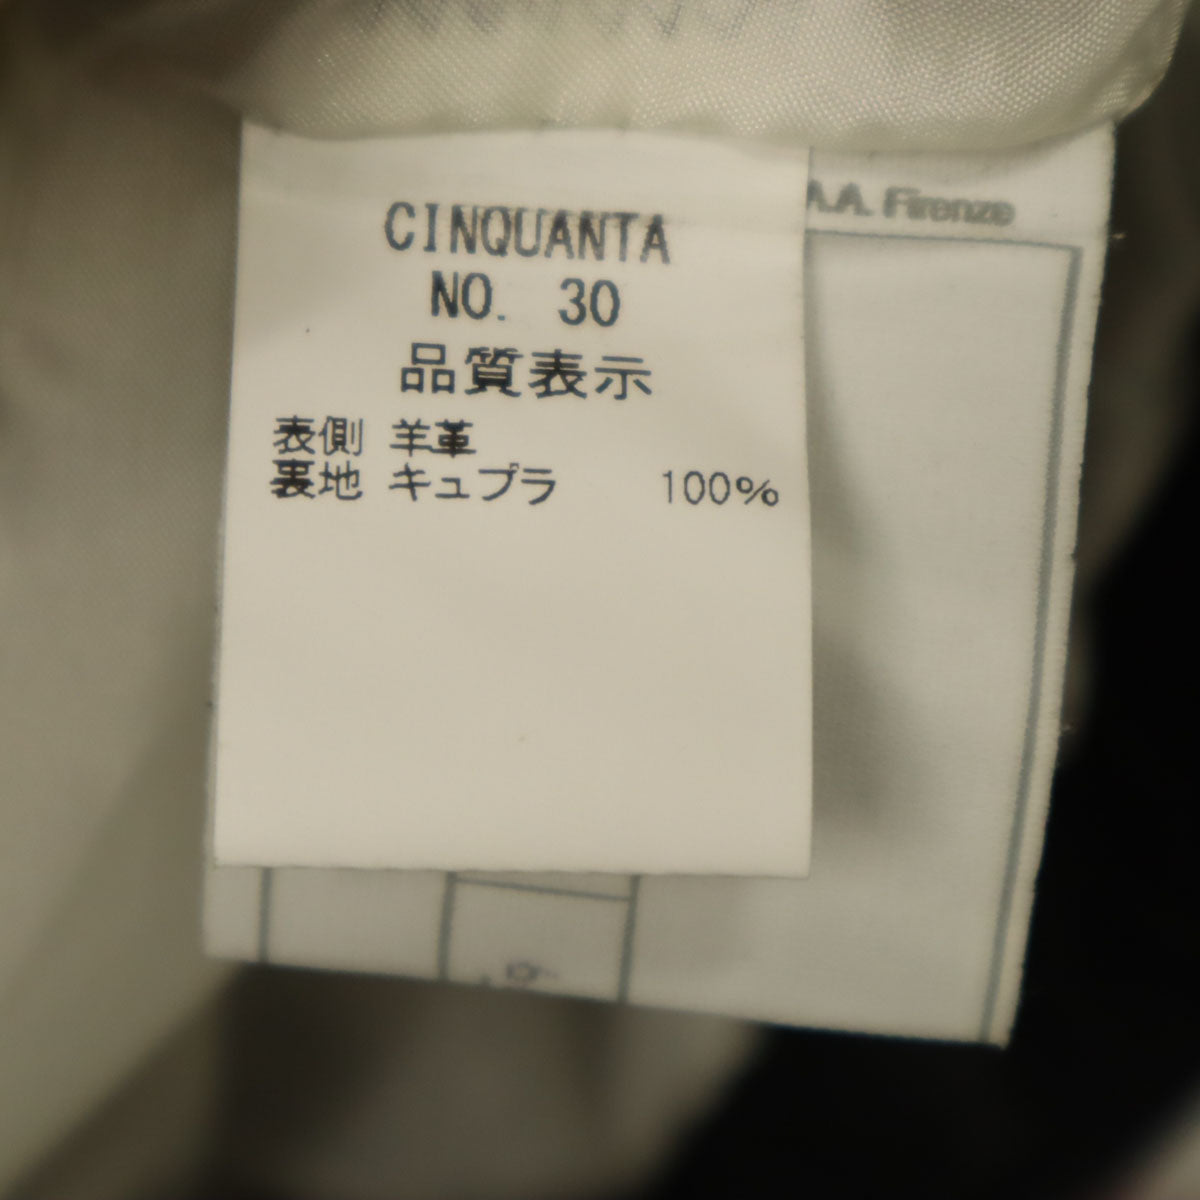 CINQUANTA
NO. 30
品質表示
表側 羊革
裏地 キュプラ 100%
A.A. Firenze